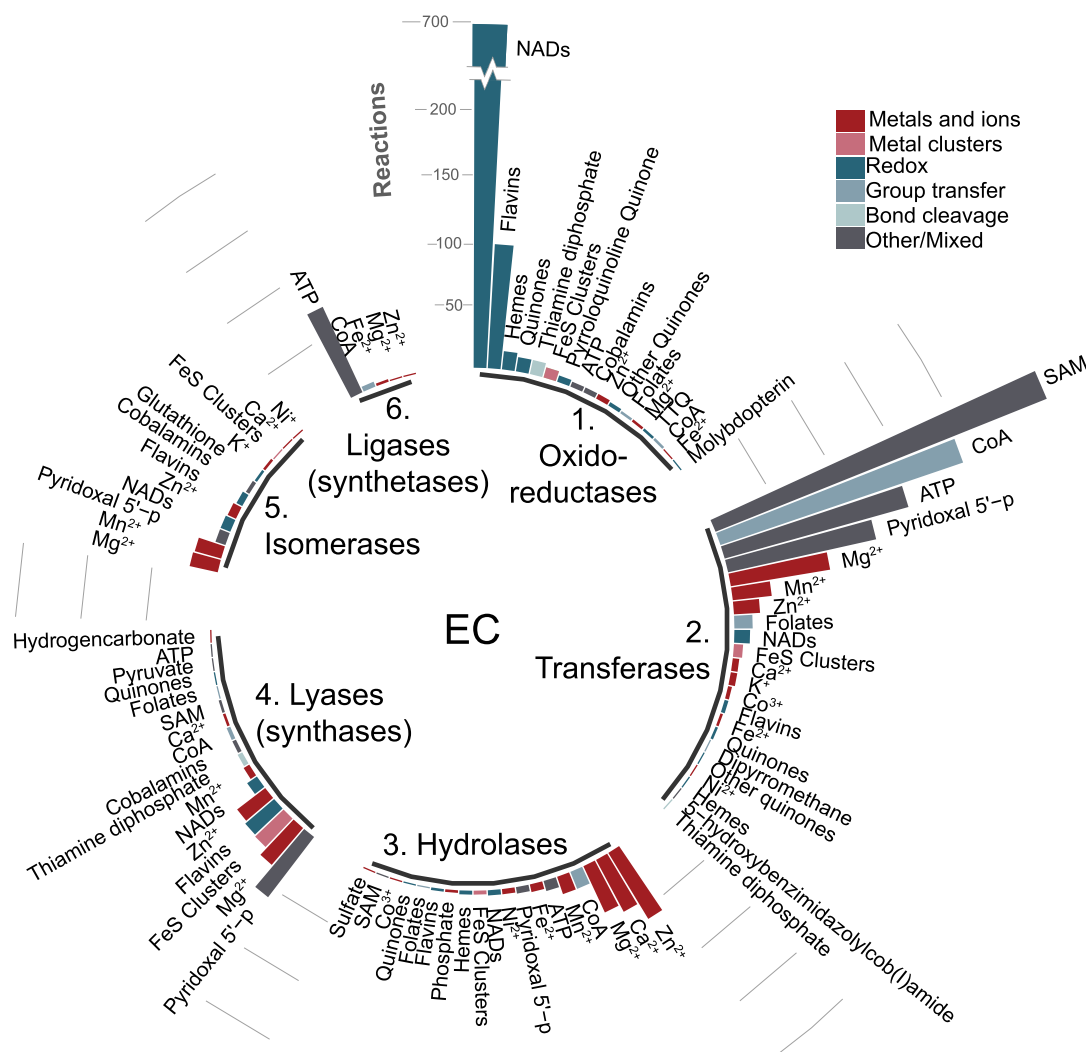 700
200
150
100
50
Reactions
NADs
Flavins
Hemes
Quinones
Thiamine diphosphate
FeS Clusters
Pyrroloquinoline Quinone
ATP
Cobalamins
Zn²⁺
Other Quinones
Folates
Mg²⁺
CoA
Fe²⁺
Molybdopterin
1.
Oxido-
reductases
Metals and ions
Metal clusters
Redox
Group transfer
Bond cleavage
Other/Mixed
SAM
CoA
ATP
Pyridoxal 5'−p
Mg²⁺
Mn²⁺
Zn²⁺
Folates
NADs
FeS Clusters
Ca²⁺
K⁺
Co³⁺
Flavins
Fe²⁺
Quinones
Dipyrromethane
Other quinones
Ni²⁺
Hemes
5-hydroxybenzimidazolylcob(I)amide
Thiamine diphosphate
2.
Transferases
Zn²⁺
Ca²⁺
Mg²⁺
CoA
Mn²⁺
ATP
Fe²⁺
Pyridoxal 5'−p
Ni²⁺
NADs
FeS Clusters
Hemes
Phosphate
Flavins
Folates
Quinones
Co³⁺
SAM
Sulfate
3. Hydrolases
Pyridoxal 5'−p
Mg²⁺
FeS Clusters
Flavins
Zn²⁺
NADs
Mn²⁺
Thiamine diphosphate
Cobalamins
CoA
Ca²⁺
SAM
Folates
Quinones
Pyruvate
ATP
Hydrogencarbonate
4. Lyases
(synthases)
Mg²⁺
Mn²⁺
Pyridoxal 5'−p
NADs
Zn²⁺
Flavins
Cobalamins
Glutathione
K⁺
FeS Clusters
Ca²⁺
Ni⁺
5.
Isomerases
ATP
CoA
Fe²⁺
Mg²⁺
Zn²⁺
6.
Ligases
(synthetases)
EC